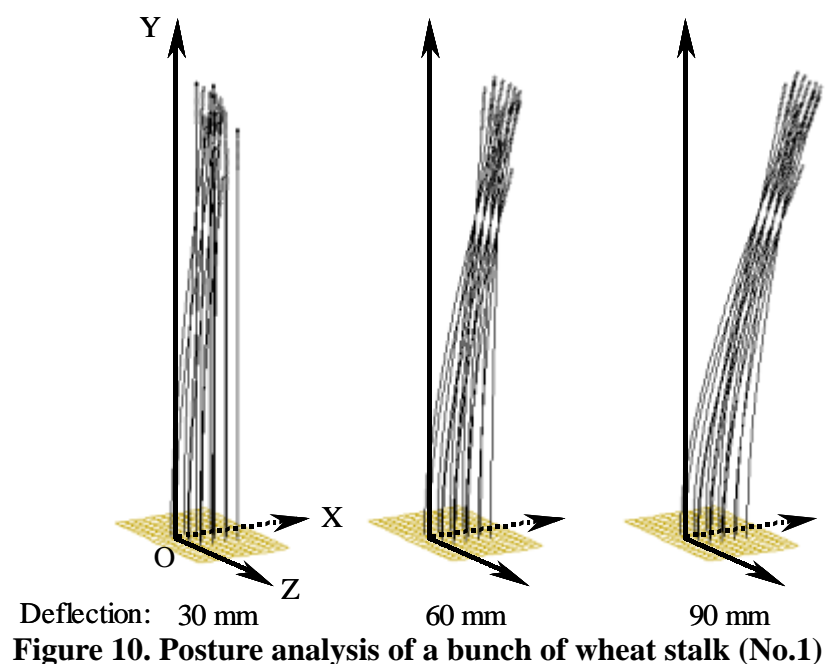 Y
X
O
Z
Deflection: 30 mm 60 mm 90 mm
Figure 10. Posture analysis of a bunch of wheat stalk (No.1)